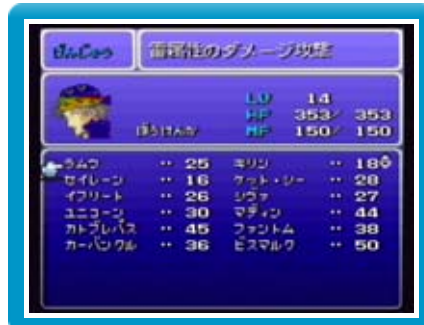 げんじゅう 雷属性のダメージ攻撃
LV 14
HP 353/ 353
ぼうけんか MP 150/ 150
ラムウ ‥ 25 キリン ‥ 18
セイレーン ‥ 16 ケット・シー ‥ 28
イフリート ‥ 26 シヴァ ‥ 27
ユニコーン ‥ 30 マディン ‥ 44
カトブレパス ‥ 45 ファントム ‥ 38
カーバンクル ‥ 36 ビスマルク ‥ 50